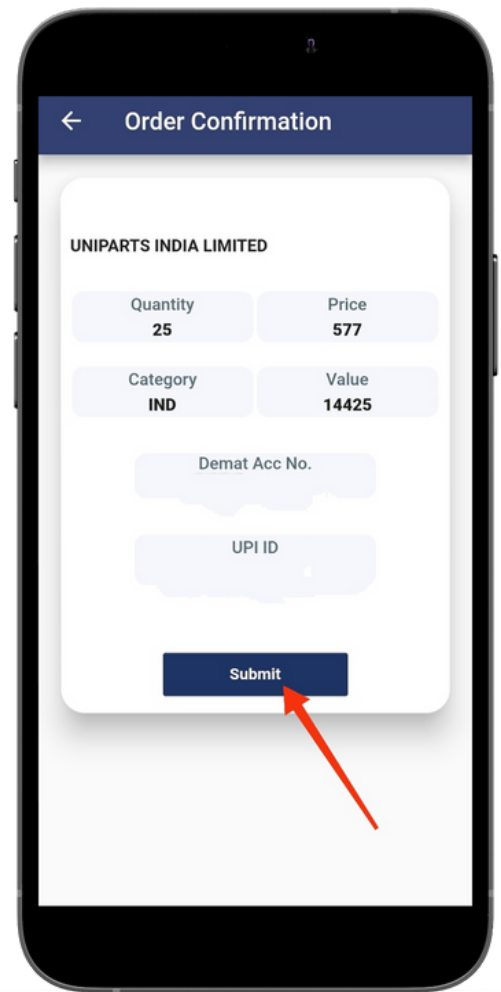 Order Confirmation
UNIPARTS INDIA LIMITED
Quantity Price
25 577
Category Value
IND 14425
Demat Acc No.
UPI ID
Submit